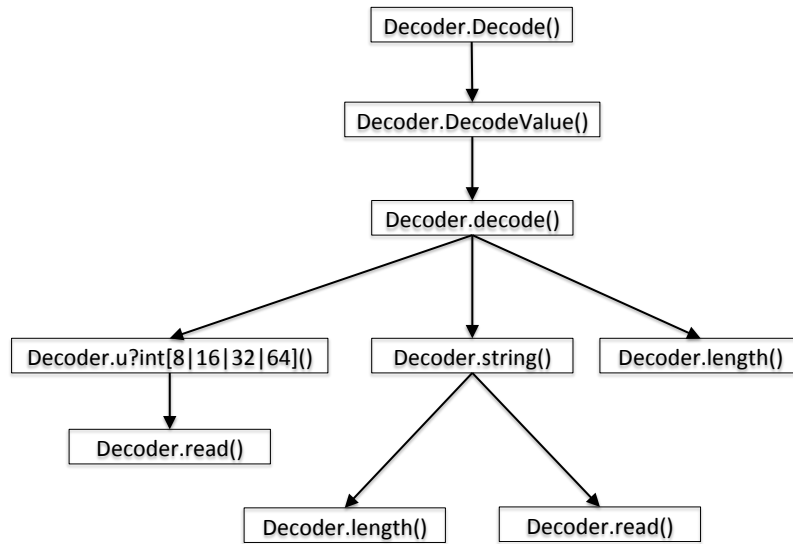 Decoder.Decode()
Decoder.DecodeValue()
Decoder.decode()
Decoder.u?int[8|16|32|64]()
Decoder.string()
Decoder.length()
Decoder.read()
Decoder.length()
Decoder.read()